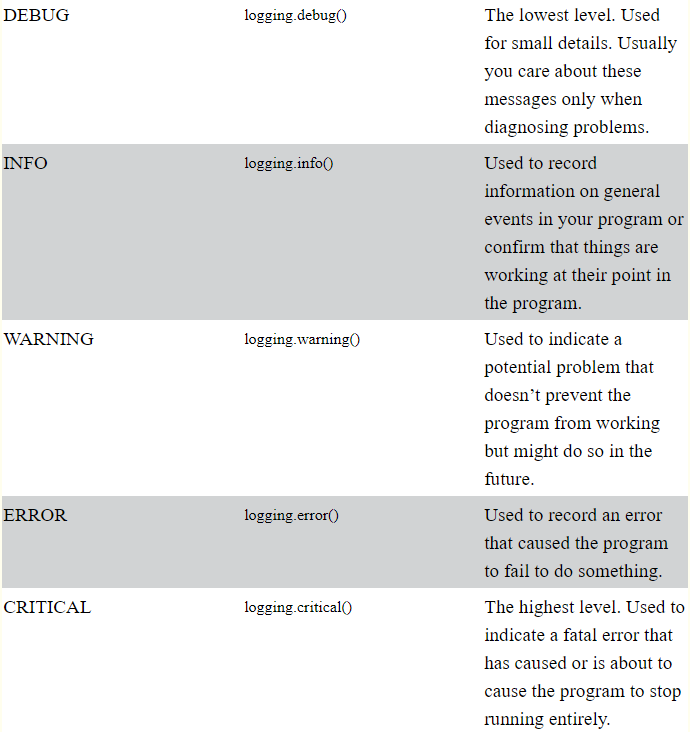 DEBUG logging.debug() The lowest level. Used
for small details. Usually
you care about these
messages only when
diagnosing problems.
INFO logging.info() Used to record
information on general
events in your program or
confirm that things are
working at their point in
the program.
WARNING logging.warning() Used to indicate a
potential problem that
doesn’t prevent the
program from working
but might do so in the
future.
ERROR logging.error() Used to record an error
that caused the program
to fail to do something.
CRITICAL logging.critical() The highest level. Used to
indicate a fatal error that
has caused or is about to
cause the program to stop
running entirely.